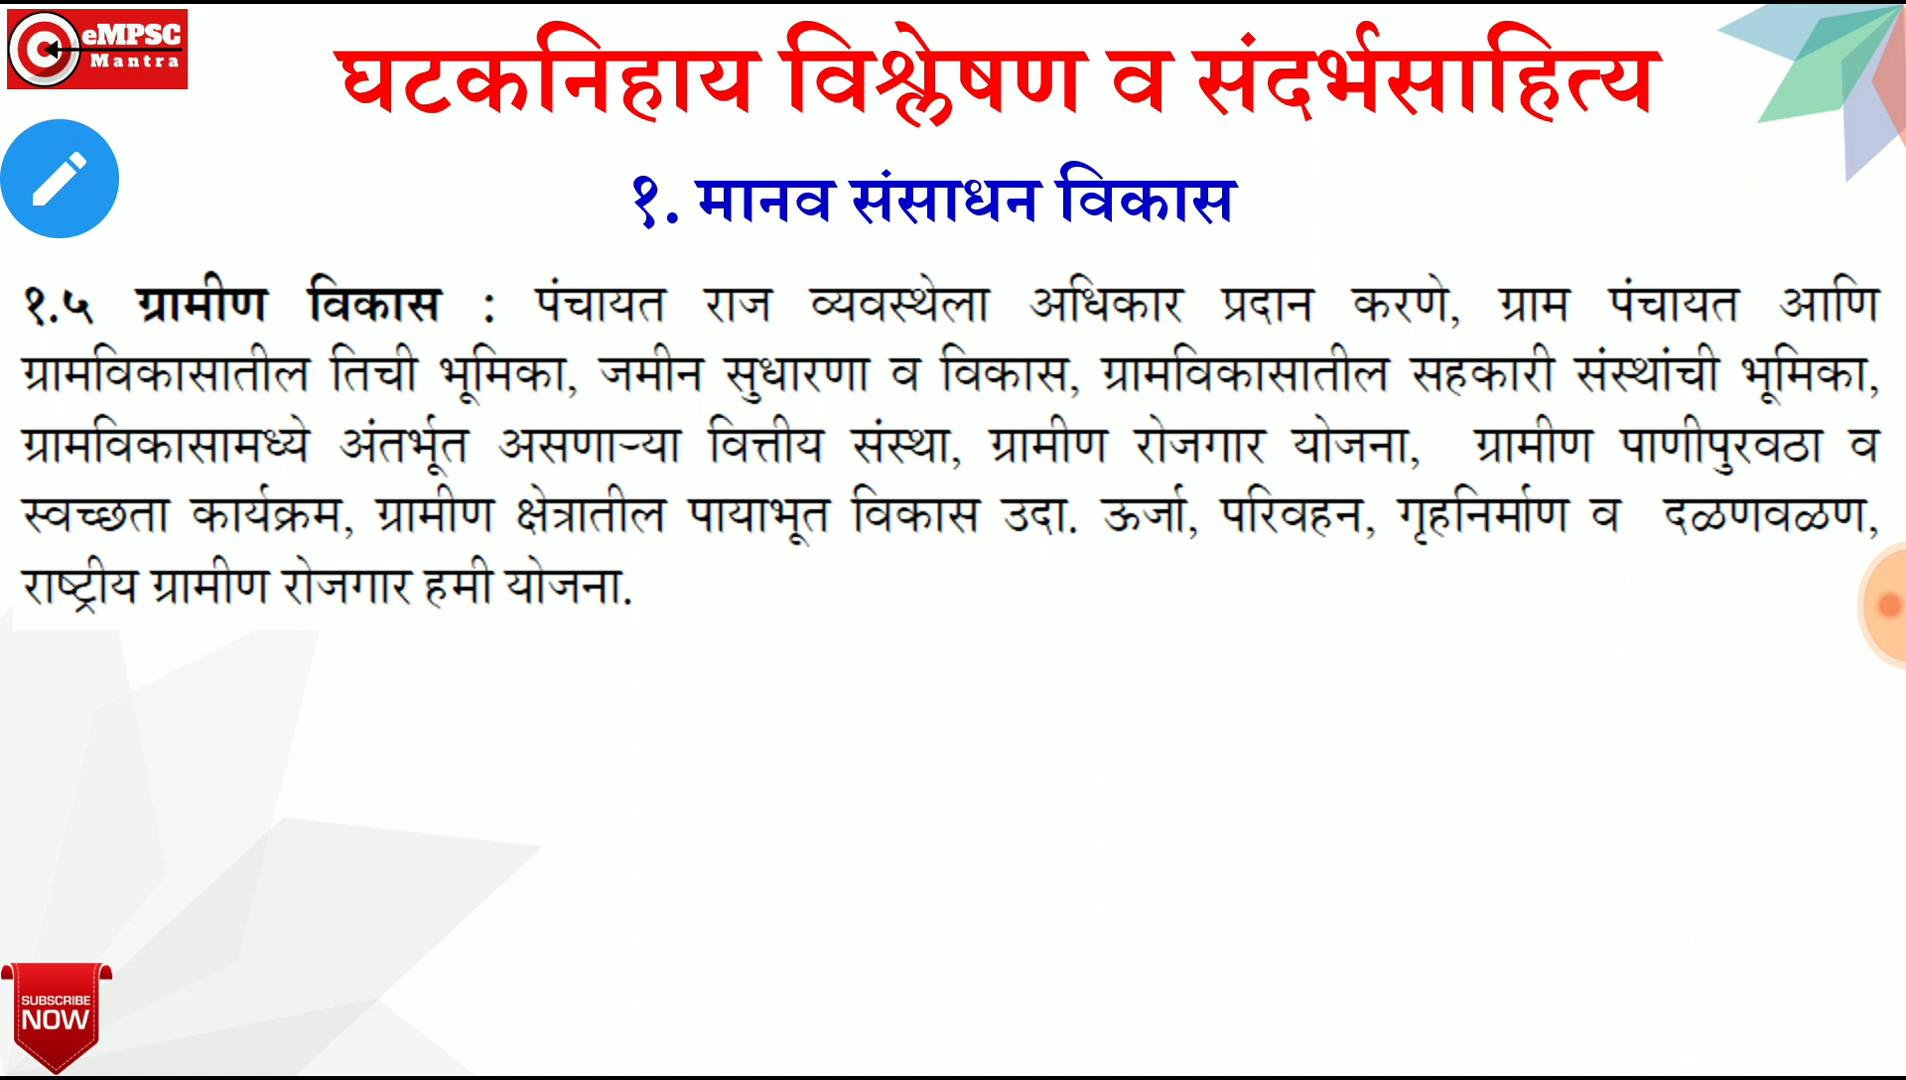 eMPSC
Mantra
घटकनिहाय विश्लेषण व संदर्भसाहित्य
१. मानव संसाधन विकास
१.५ ग्रामीण विकास : पंचायत राज व्यवस्थेला अधिकार प्रदान करणे, ग्राम पंचायत आणि
ग्रामविकासातील तिची भूमिका, जमीन सुधारणा व विकास, ग्रामविकासातील सहकारी संस्थांची भूमिका,
ग्रामविकासामध्ये अंतर्भूत असणाऱ्या वित्तीय संस्था, ग्रामीण रोजगार योजना, ग्रामीण पाणीपुरवठा व
स्वच्छता कार्यक्रम, ग्रामीण क्षेत्रातील पायाभूत विकास उदा. ऊर्जा, परिवहन, गृहनिर्माण व दळणवळण,
राष्ट्रीय ग्रामीण रोजगार हमी योजना.
SUBSCRIBE
NOW